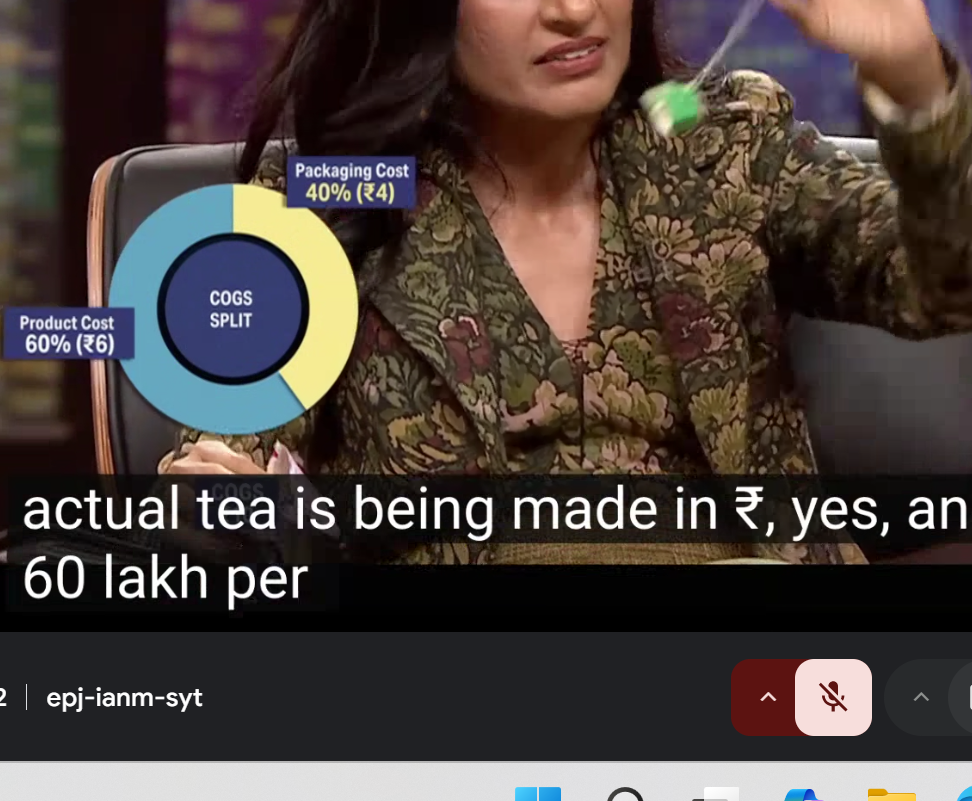 Packaging Cost
40% (₹4)
COGS
SPLIT
Product Cost
60% (₹6)
COGS
actual tea is being made in ₹, yes, an
60 lakh per
2 | epj-ianm-syt